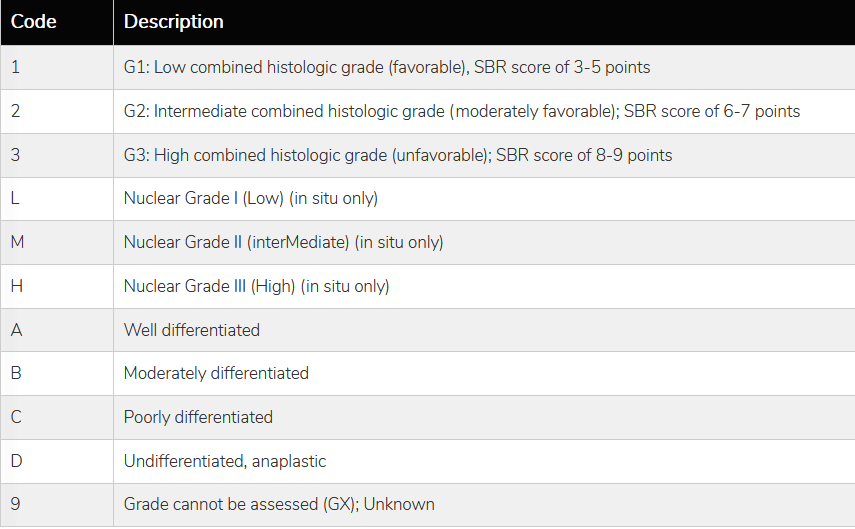 Code Description
1 G1: Low combined histologic grade (favorable), SBR score of 3-5 points
2 G2: Intermediate combined histologic grade (moderately favorable); SBR score of 6-7 points
3 G3: High combined histologic grade (unfavorable); SBR score of 8-9 points
L Nuclear Grade I (Low) (in situ only)
M Nuclear Grade II (interMediate) (in situ only)
H Nuclear Grade III (High) (in situ only)
A Well differentiated
B Moderately differentiated
C Poorly differentiated
D Undifferentiated, anaplastic
9 Grade cannot be assessed (GX); Unknown